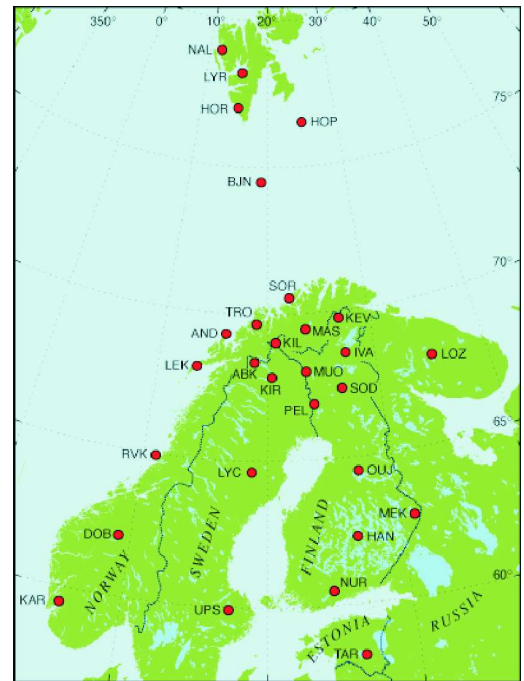 350° 0° 10° 20° 30° 40° 50°
NAL
LYR
75°
HOR
HOP
BJN
70°
SOR
TRO
KEV
AND
MAS
KIL
IVA
LOZ
LEK
ABK
MUO
KIR
SOD
PEL
65°
RVK
LYC
OUJ
MEK
DOB
HAN
SWEDEN
FINLAND
NORWAY
60°
NUR
KAR
UPS
RUSSIA
ESTONIA
TAR